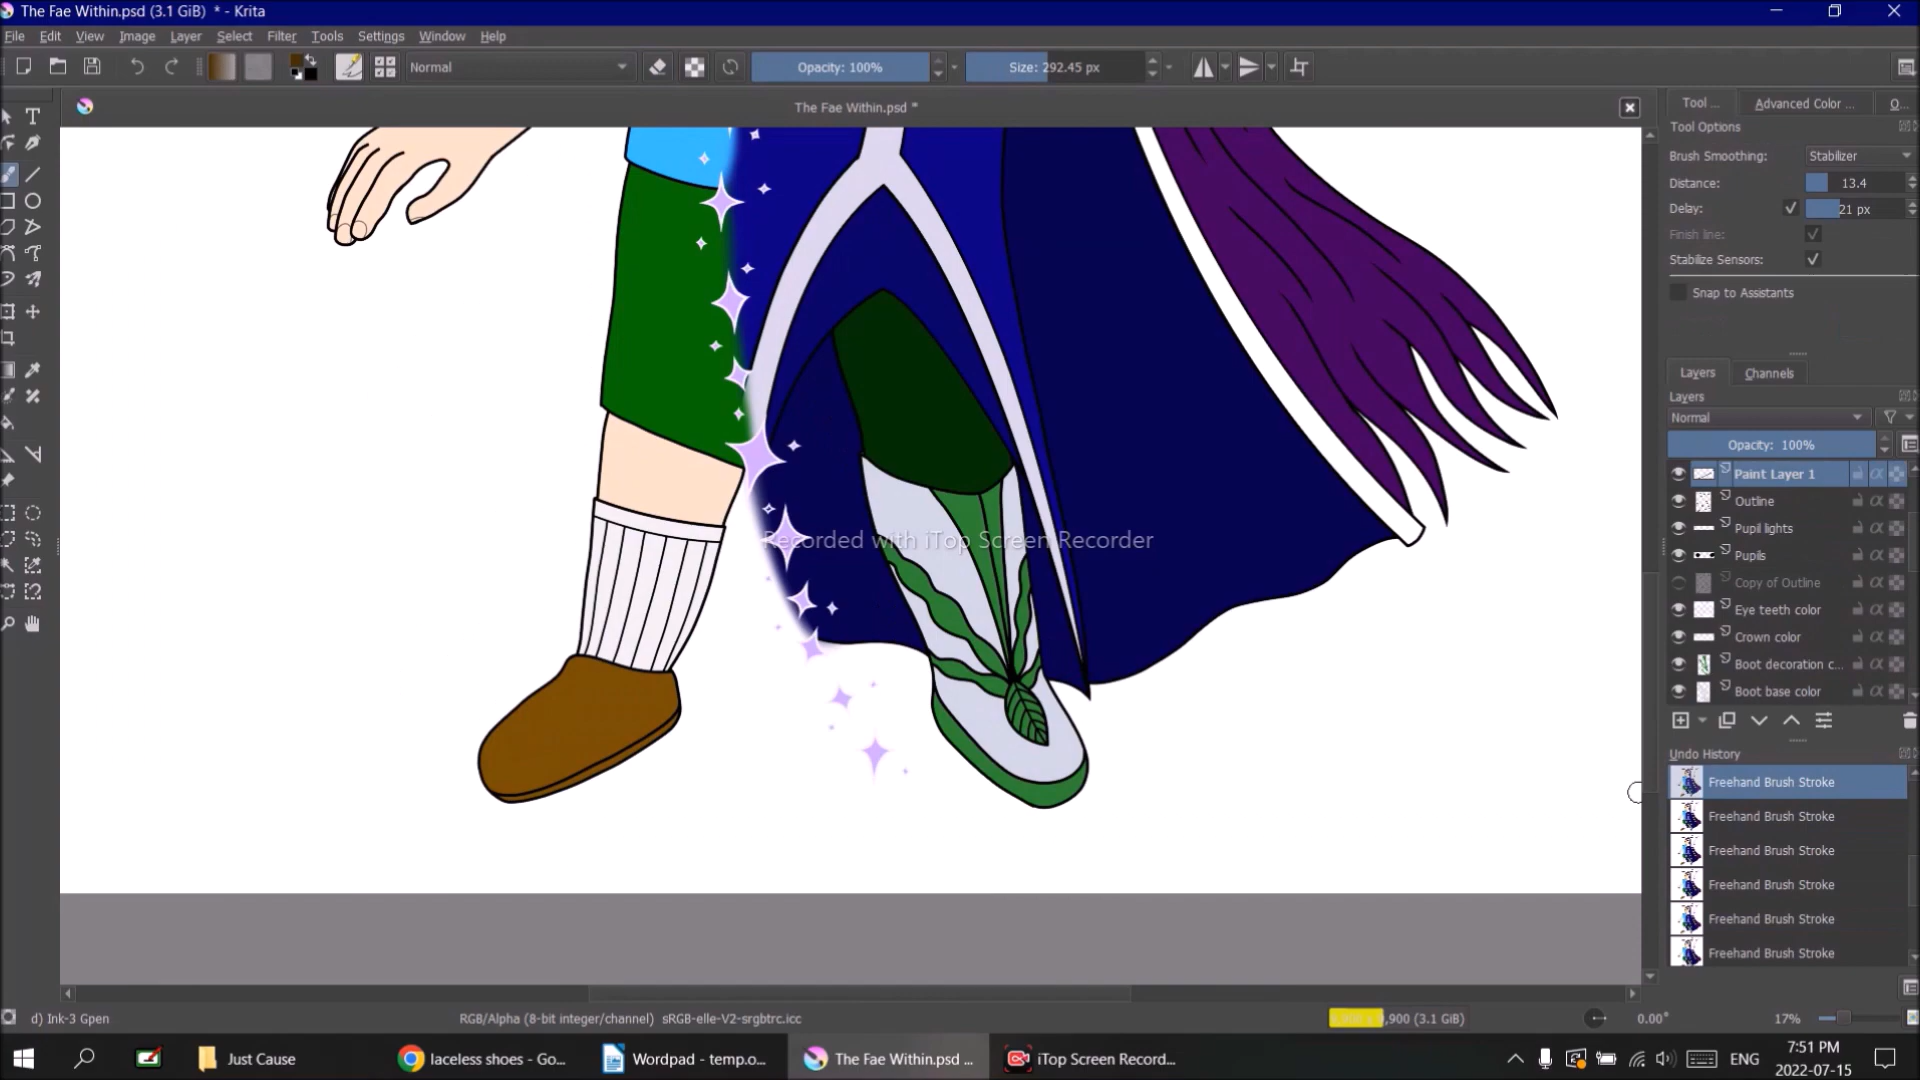 The Fae Within.psd (3.1 GiB) * - Krita
File Edit View Image Layer Select Filter Tools Settings Window Help
Normal Opacity: 100% Size: 292.45 px
The Fae Within.psd *
Tool ... Advanced Color ... O...
Tool Options
Brush Smoothing: Stabilizer
Distance: 13.4
Delay: 21 px
Finish line:
Stabilize Sensors:
Snap to Assistants
Layers Channels
Layers
Normal
Opacity: 100%
Paint Layer 1
Outline
Pupil lights
Pupils
Copy of Outline
Eye teeth color
Crown color
Boot decoration c...
Boot base color
Undo History
Freehand Brush Stroke
Freehand Brush Stroke
Freehand Brush Stroke
Freehand Brush Stroke
Freehand Brush Stroke
Freehand Brush Stroke
Recorded with iTop Screen Recorder
d) Ink-3 Gpen RGB/Alpha (8-bit integer/channel) sRGB-elle-V2-srgbtrc.icc ,900 (3.1 GiB) 0.00° 17%
Just Cause laceless shoes - Go... Wordpad - temp.o... The Fae Within.psd ... iTop Screen Record... ENG 7:51 PM
2022-07-15